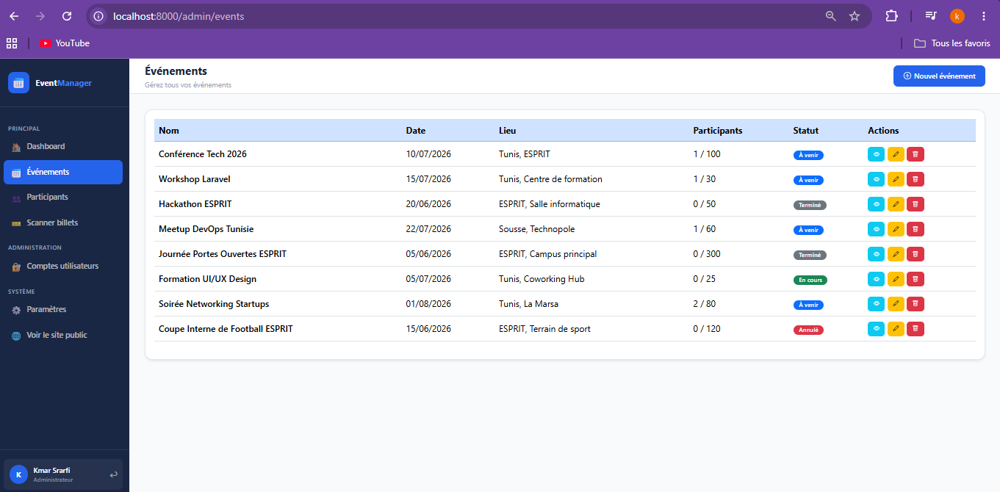 localhost:8000/admin/events
k
YouTube
Tous les favoris
EventManager
PRINCIPAL
Dashboard
Événements
Participants
Scanner billets
ADMINISTRATION
Comptes utilisateurs
SYSTÈME
Paramètres
Voir le site public
K
Kmar Srarfi
Administrateur
Événements
Gérez tous vos événements
Nouvel événement
Nom Date Lieu Participants Statut Actions
Conférence Tech 2026 10/07/2026 Tunis, ESPRIT 1 / 100 À venir
Workshop Laravel 15/07/2026 Tunis, Centre de formation 1 / 30 À venir
Hackathon ESPRIT 20/06/2026 ESPRIT, Salle informatique 0 / 50 Terminé
Meetup DevOps Tunisie 22/07/2026 Sousse, Technopole 1 / 60 À venir
Journée Portes Ouvertes ESPRIT 05/06/2026 ESPRIT, Campus principal 0 / 300 Terminé
Formation UI/UX Design 05/07/2026 Tunis, Coworking Hub 0 / 25 En cours
Soirée Networking Startups 01/08/2026 Tunis, La Marsa 2 / 80 À venir
Coupe Interne de Football ESPRIT 15/06/2026 ESPRIT, Terrain de sport 0 / 120 Annulé